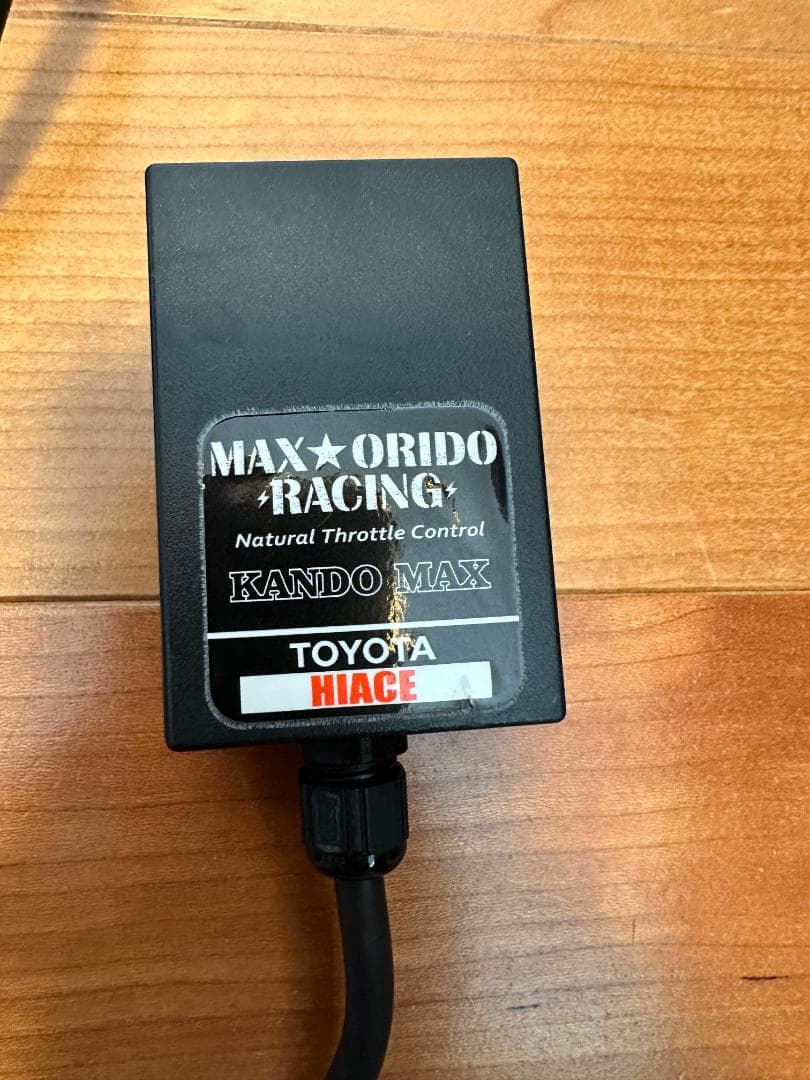 MAX★ORIDO
RACING
Natural Throttle Control
KANDO MAX
TOYOTA
HIACE